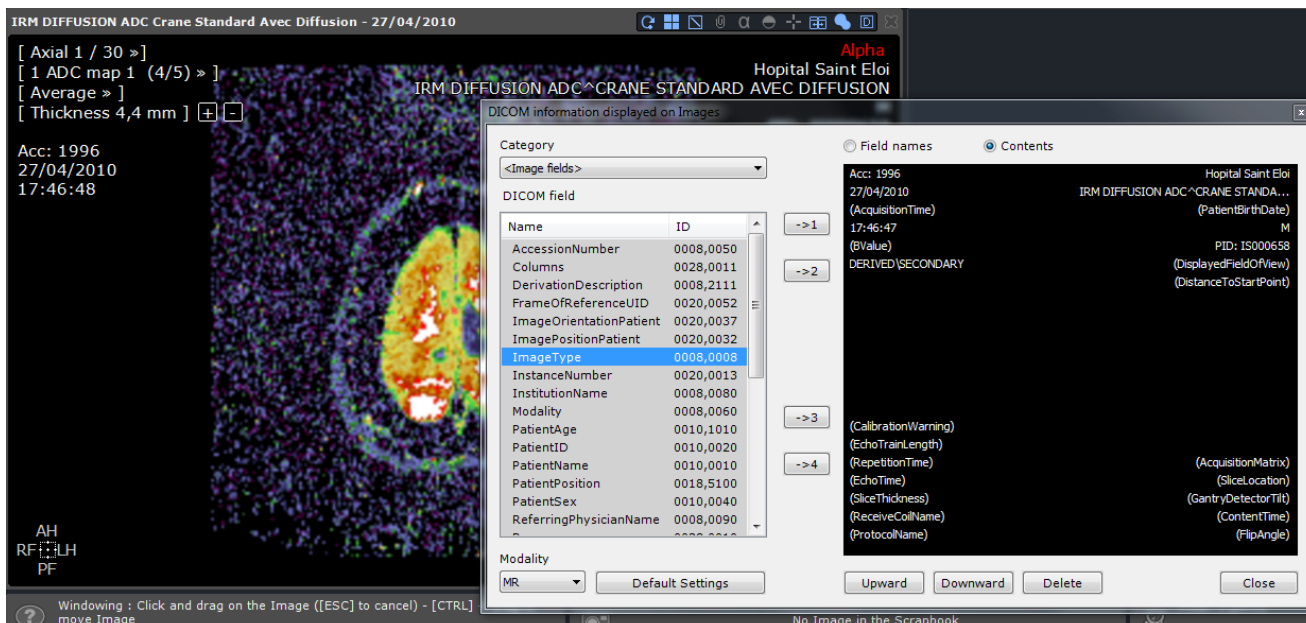 IRM DIFFUSION ADC Crane Standard Avec Diffusion - 27/04/2010
[ Axial 1 / 30 »]
[ 1 ADC map 1 (4/5) » ]
[ Average » ]
[ Thickness 4,4 mm ] + -
Alpha
Hopital Saint Eloi
IRM DIFFUSION ADC^CRANE STANDARD AVEC DIFFUSION
Acc: 1996
27/04/2010
17:46:48
AH
RF LH
PF
Windowing : Click and drag on the Image ([ESC] to cancel) - [CTRL]
move Image
No Image in the Scrapbook
DICOM information displayed on Images
x
Category
<Image fields>
DICOM field
Name ID
AccessionNumber 0008,0050
Columns 0028,0011
DerivationDescription 0008,2111
FrameOfReferenceUID 0020,0052
ImageOrientationPatient 0020,0037
ImagePositionPatient 0020,0032
ImageType 0008,0008
InstanceNumber 0020,0013
InstitutionName 0008,0080
Modality 0008,0060
PatientAge 0010,1010
PatientID 0010,0020
PatientName 0010,0010
PatientPosition 0018,5100
PatientSex 0010,0040
ReferringPhysicianName 0008,0090
Modality
MR
Default Settings
->1
->2
->3
->4
Field names
Contents
Acc: 1996
27/04/2010
(AcquisitionTime)
17:46:47
(BValue)
DERIVED\SECONDARY
Hopital Saint Eloi
IRM DIFFUSION ADC^CRANE STANDA...
(PatientBirthDate)
M
PID: IS000658
(DisplayedFieldOfView)
(DistanceToStartPoint)
(CalibrationWarning)
(EchoTrainLength)
(RepetitionTime)
(EchoTime)
(SliceThickness)
(ReceiveCoilName)
(ProtocolName)
(AcquisitionMatrix)
(SliceLocation)
(GantryDetectorTilt)
(ContentTime)
(FlipAngle)
Upward
Downward
Delete
Close